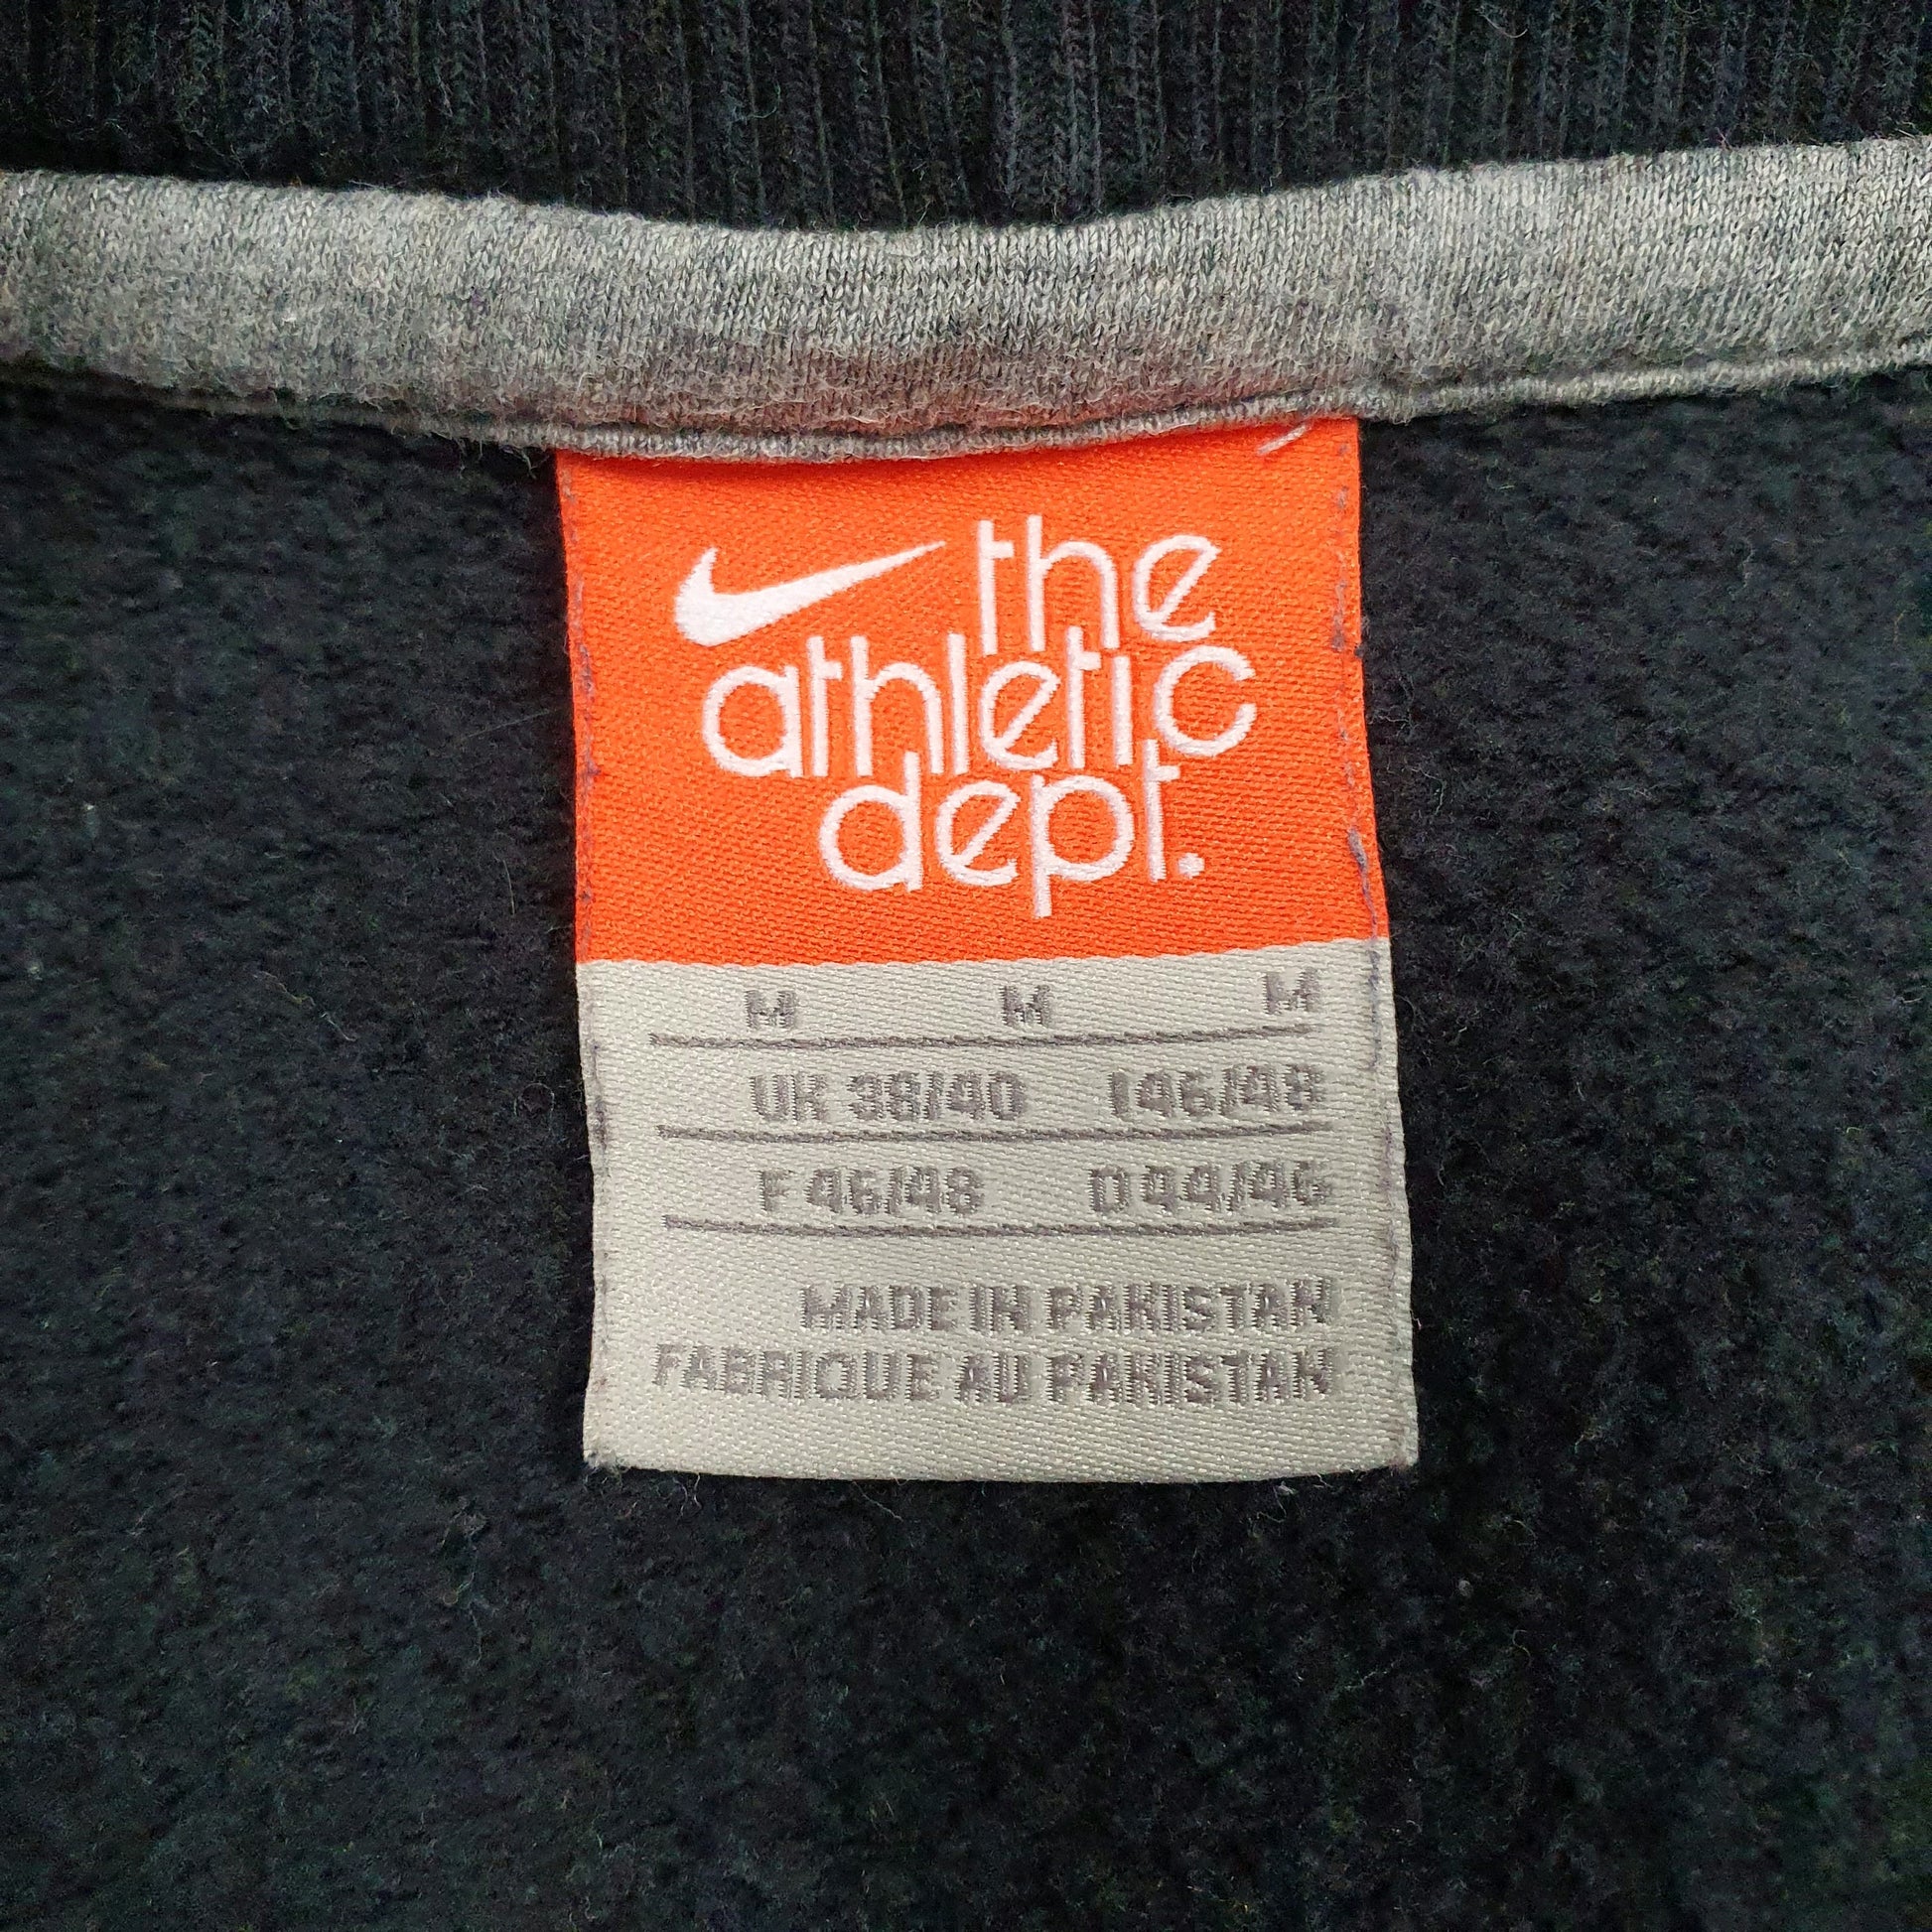 the
athletic
dept.
M M M
UK 38/40 I 46/48
F 46/48 D 44/46
MADE IN PAKISTAN
FABRIQUE AU PAKISTAN